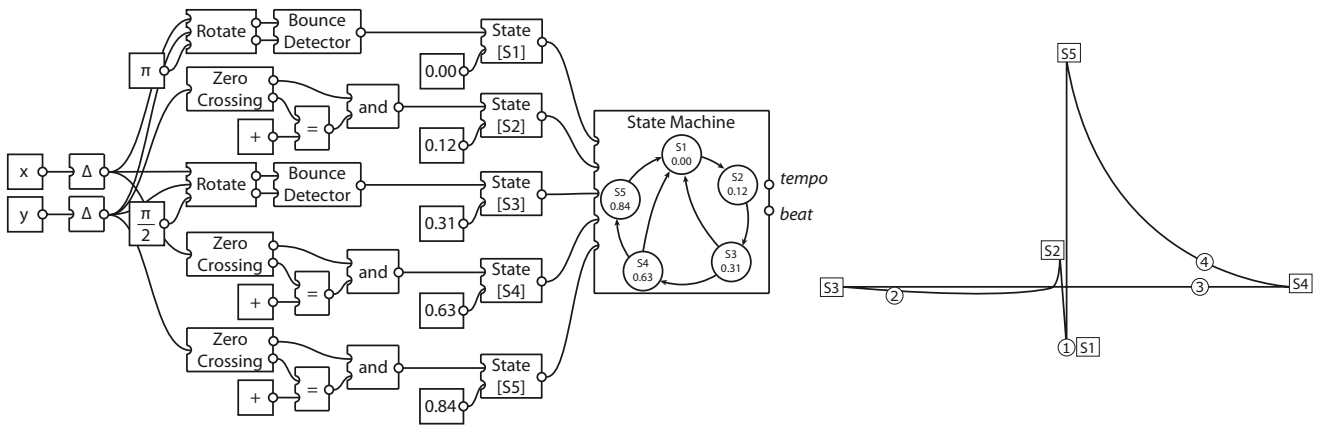 x
Δ
y
Δ
π
π
2
Rotate
Bounce
Detector
0.00
State
[S1]
Zero
Crossing
+
=
and
0.12
State
[S2]
Rotate
Bounce
Detector
0.31
State
[S3]
Zero
Crossing
+
=
and
0.63
State
[S4]
Zero
Crossing
+
=
and
0.84
State
[S5]
State Machine
S1
0.00
S2
0.12
S5
0.84
S4
0.63
S3
0.31
tempo
beat
S5
S2
4
S3
2
3
S4
1
S1